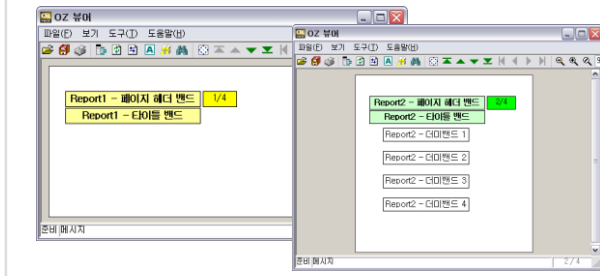 OZ 뷰어
파일(F) 보기 도구(T) 도움말(H)
Report1 - 페이지 헤더 밴드 1/4
Report1 - 타이틀 밴드
준비 메시지
OZ 뷰어
파일(F) 보기 도구(T) 도움말(H)
Report2 - 페이지 헤더 밴드 2/4
Report2 - 타이틀 밴드
Report2 - 더미밴드 1
Report2 - 더미밴드 2
Report2 - 더미밴드 3
Report2 - 더미밴드 4
준비 메시지 2 / 4